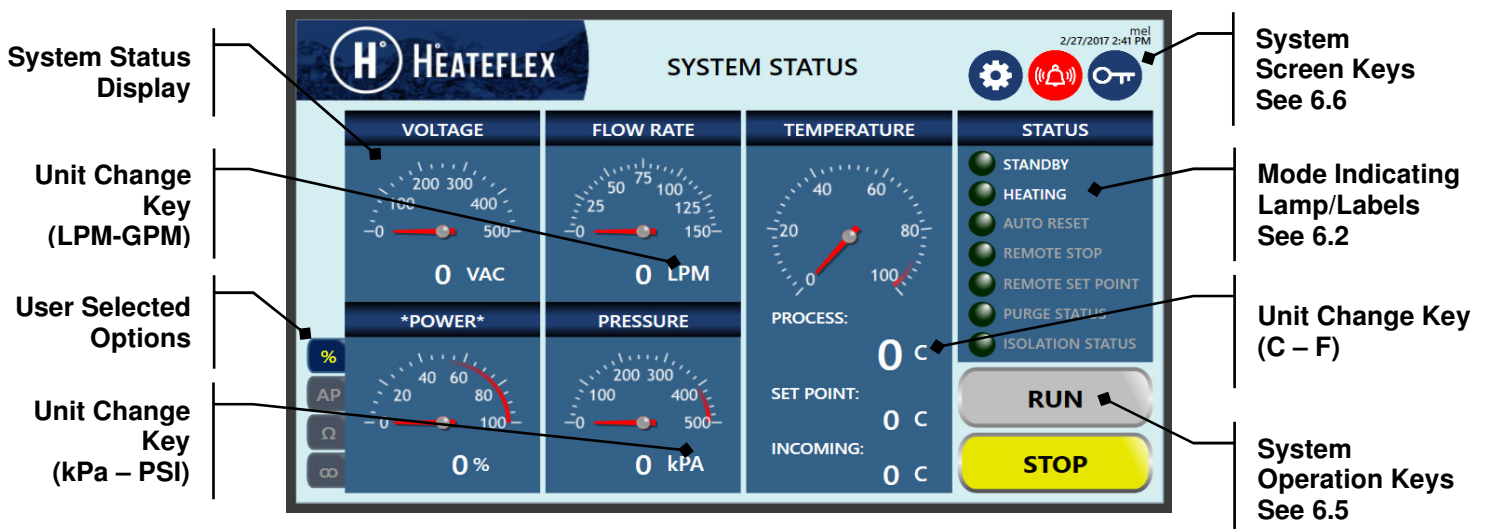 System Status
Display
Unit Change
Key
(LPM-GPM)
User Selected
Options
Unit Change
Key
(kPa – PSI)
H°
HEATEFLEX
SYSTEM STATUS
mel
2/27/2017 2:41 PM
VOLTAGE
0 100 200 300 400 500
0 VAC
FLOW RATE
0 25 50 75 100 125 150
0 LPM
TEMPERATURE
0 20 40 60 80 100
PROCESS:
0 C
SET POINT:
0 C
INCOMING:
0 C
STATUS
STANDBY
HEATING
AUTO RESET
REMOTE STOP
REMOTE SET POINT
PURGE STATUS
ISOLATION STATUS
%
AP
Ω
∞
*POWER*
0 20 40 60 80 100
0 %
PRESSURE
0 100 200 300 400 500
0 kPA
RUN
STOP
System
Screen Keys
See 6.6
Mode Indicating
Lamp/Labels
See 6.2
Unit Change Key
(C – F)
System
Operation Keys
See 6.5